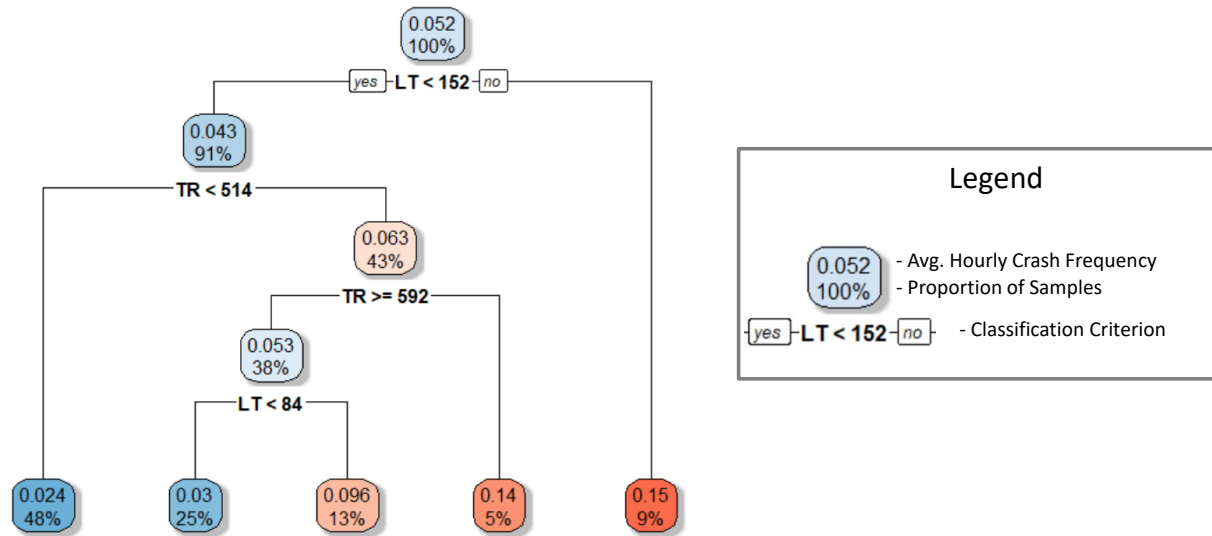 0.052
100%
yes LT < 152 no
0.043
91%
TR < 514
0.063
43%
TR >= 592
0.053
38%
LT < 84
0.024
48%
0.03
25%
0.096
13%
0.14
5%
0.15
9%
Legend
0.052
100%
- Avg. Hourly Crash Frequency
- Proportion of Samples
yes LT < 152 no
- Classification Criterion